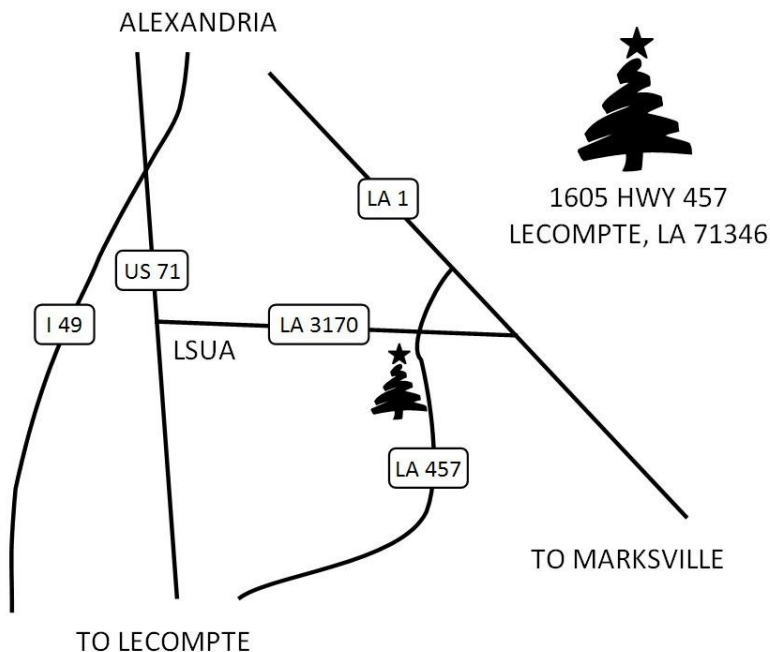 ALEXANDRIA
1605 HWY 457
LECOMPTE, LA 71346
LA 1
US 71
I 49
LA 3170
LSUA
LA 457
TO MARKSVILLE
TO LECOMPTE